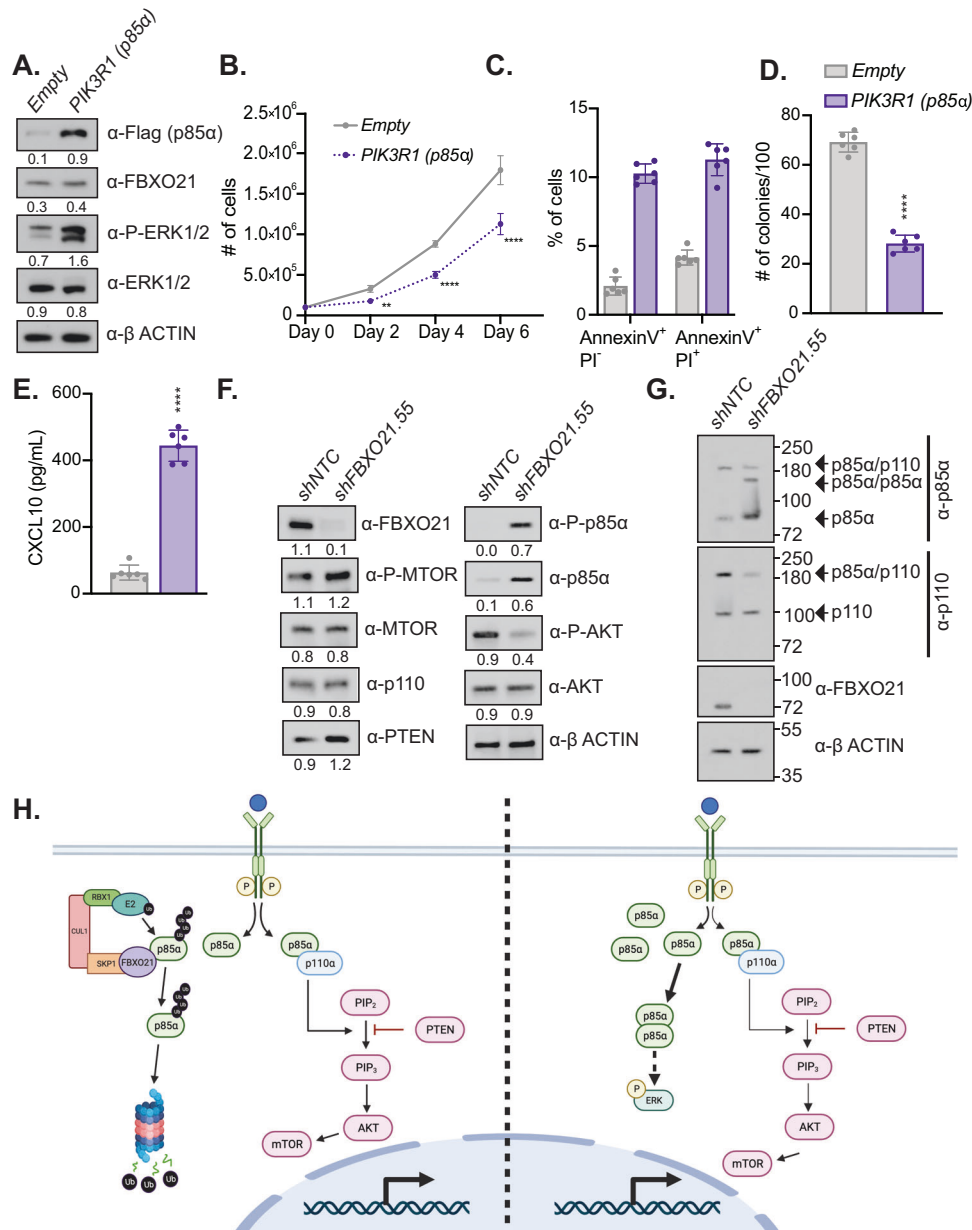 A.
Empty
PIK3R1 (p85α)
α-Flag (p85α)
0.1 0.9
α-FBXO21
0.3 0.4
α-P-ERK1/2
0.7 1.6
α-ERK1/2
0.9 0.8
α-β ACTIN
B.
# of cells
2.5×10⁶
2.0×10⁶
1.5×10⁶
1.0×10⁶
5.0×10⁵
0
Empty
PIK3R1 (p85α)
**
****
****
Day 0 Day 2 Day 4 Day 6
C.
% of cells
15
10
5
0
AnnexinV⁺
PI⁻
AnnexinV⁺
PI⁺
D.
Empty
PIK3R1 (p85α)
# of colonies/100
80
60
40
20
0
****
E.
CXCL10 (pg/mL)
600
400
200
0
****
F.
shNTC
shFBXO21.55
α-FBXO21
1.1 0.1
α-P-MTOR
1.1 1.2
α-MTOR
0.8 0.8
α-p110
0.9 0.8
α-PTEN
0.9 1.2
shNTC
shFBXO21.55
α-P-p85α
0.0 0.7
α-p85α
0.1 0.6
α-P-AKT
0.9 0.4
α-AKT
0.9 0.9
α-β ACTIN
G.
shNTC
shFBXO21.55
250
180
100
72
p85α/p110
p85α/p85α
p85α
α-p85α
250
180
100
72
p85α/p110
p110
α-p110
100
72
α-FBXO21
55
35
α-β ACTIN
H.
P P
RBX1
E2
Ub
Ub
Ub
Ub
Ub
CUL1
SKP1
FBXO21
p85α
p85α
p85α
p110α
Ub
Ub
Ub
Ub
p85α
PIP₂
PTEN
PIP₃
AKT
mTOR
Ub Ub Ub
P P
p85α
p85α
p85α
p85α
p110α
p85α
p85α
P
ERK
PIP₂
PTEN
PIP₃
AKT
mTOR